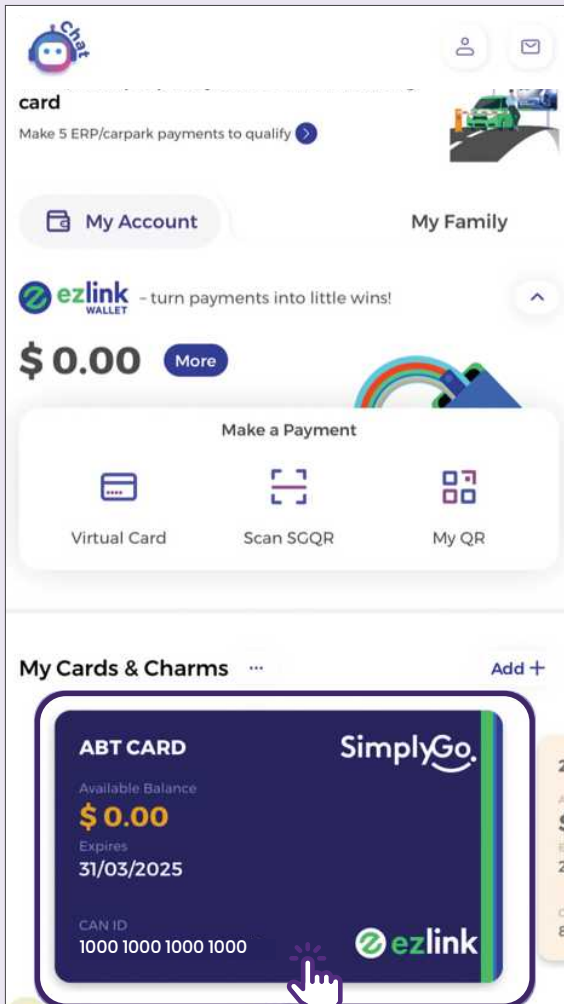 Chat
card
Make 5 ERP/carpark payments to qualify
My Account
My Family
ezlink
WALLET
- turn payments into little wins!
$ 0.00
More
Make a Payment
Virtual Card
Scan SGQR
My QR
My Cards & Charms ...
Add +
ABT CARD
SimplyGo.
Available Balance
$ 0.00
Expires
31/03/2025
CAN ID
1000 1000 1000 1000
ezlink